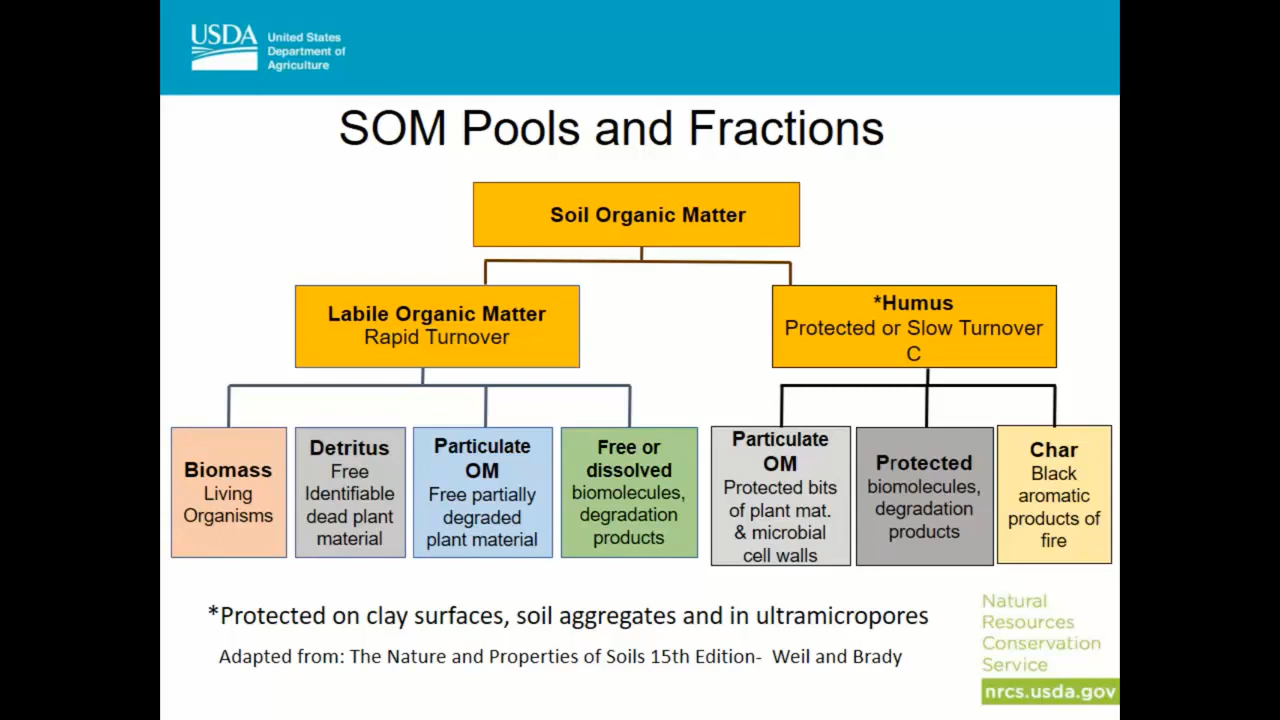 USDA
United States
Department of
Agriculture
SOM Pools and Fractions
Soil Organic Matter
Labile Organic Matter
Rapid Turnover
*Humus
Protected or Slow Turnover
C
Biomass
Living
Organisms
Detritus
Free
Identifiable
dead plant
material
Particulate
OM
Free partially
degraded
plant material
Free or
dissolved
biomolecules,
degradation
products
Particulate
OM
Protected bits
of plant mat.
& microbial
cell walls
Protected
biomolecules,
degradation
products
Char
Black
aromatic
products of
fire
*Protected on clay surfaces, soil aggregates and in ultramicropores
Adapted from: The Nature and Properties of Soils 15th Edition- Weil and Brady
Natural
Resources
Conservation
Service
nrcs.usda.gov